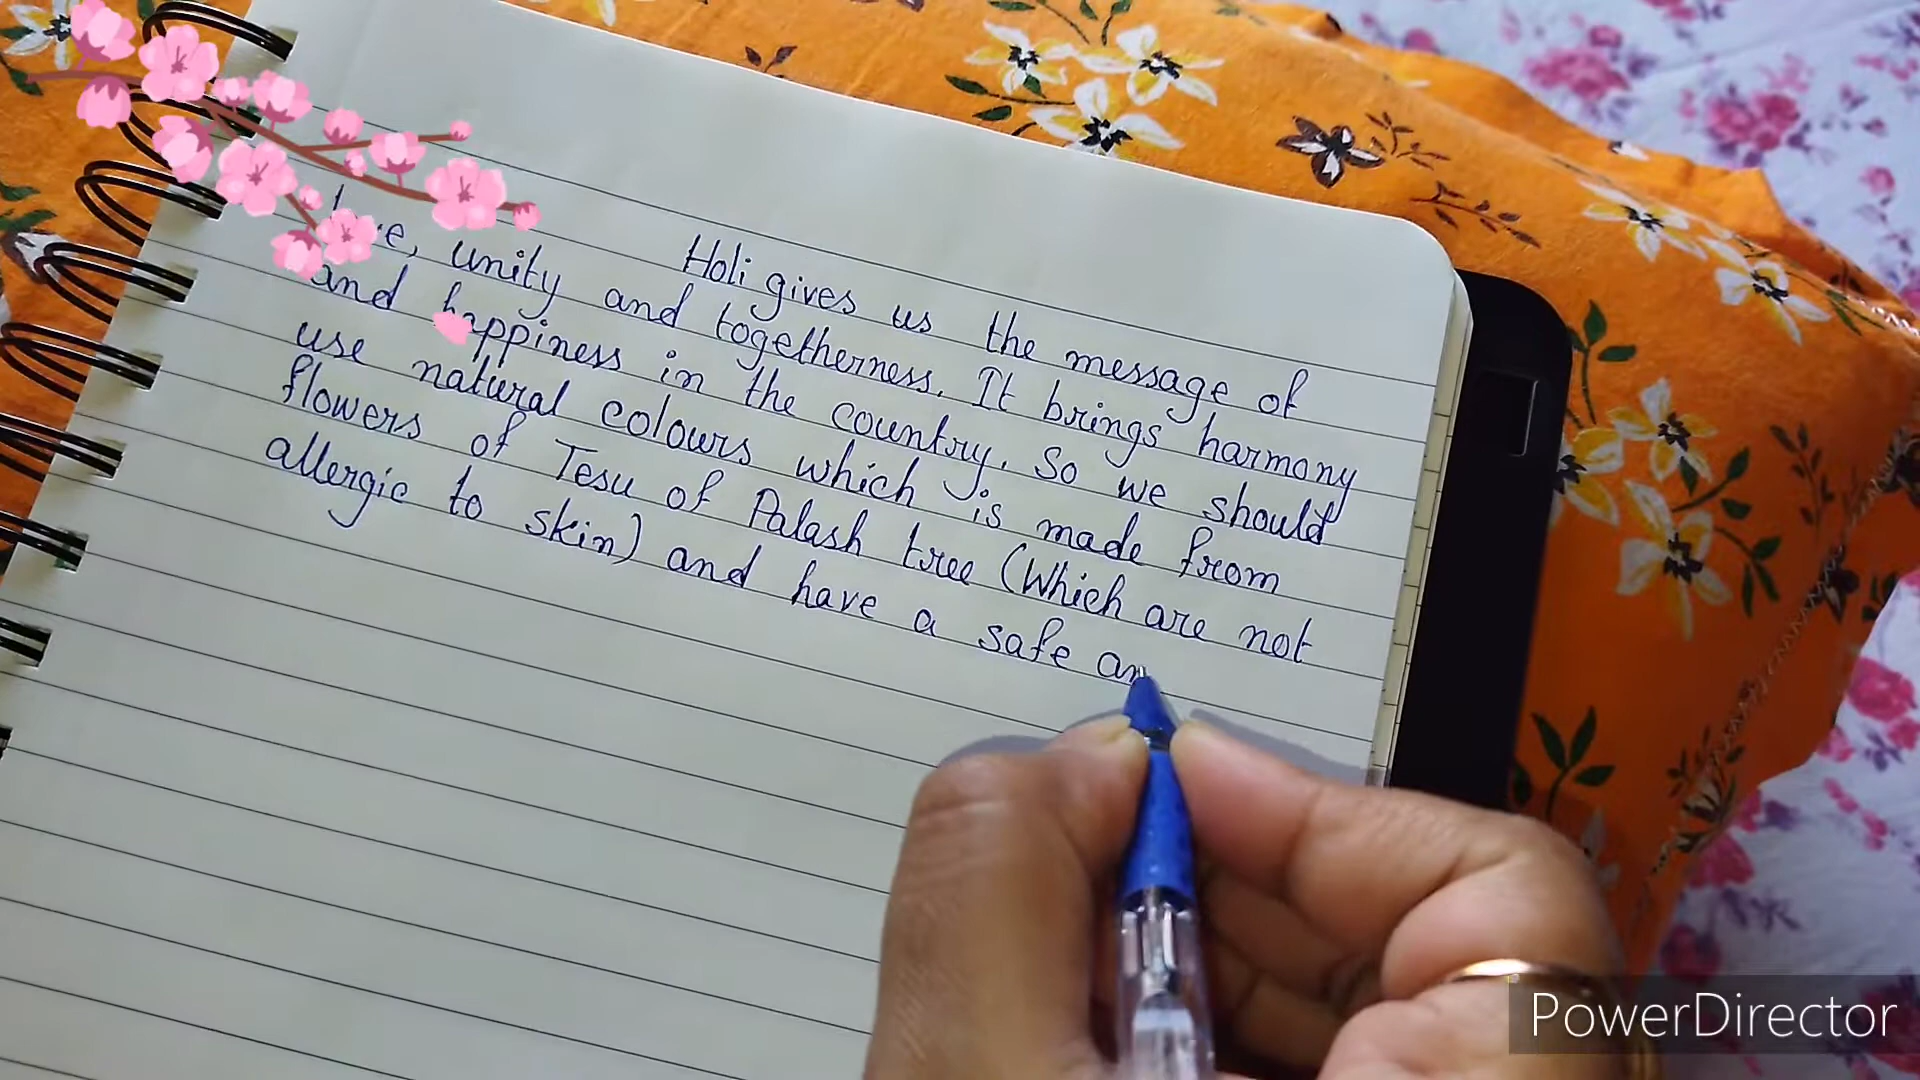 Holi gives us the message of
love, unity and togetherness. It brings harmony
and happiness in the country. So we should
use natural colours which is made from
flowers of Tesu of Palash tree (Which are not
allergic to skin) and have a safe an
PowerDirector